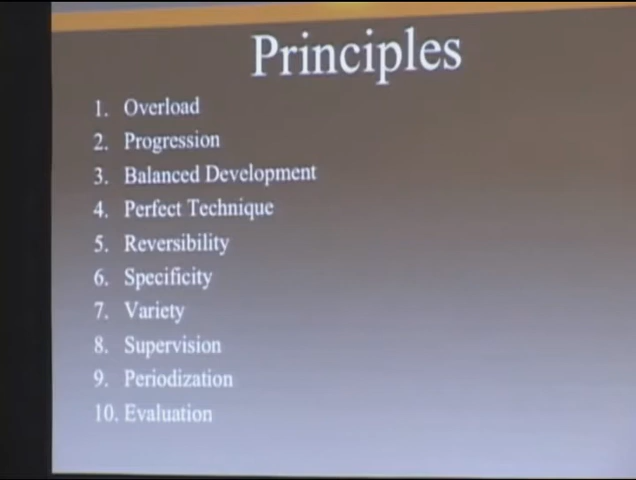 Principles
1. Overload
2. Progression
3. Balanced Development
4. Perfect Technique
5. Reversibility
6. Specificity
7. Variety
8. Supervision
9. Periodization
10. Evaluation